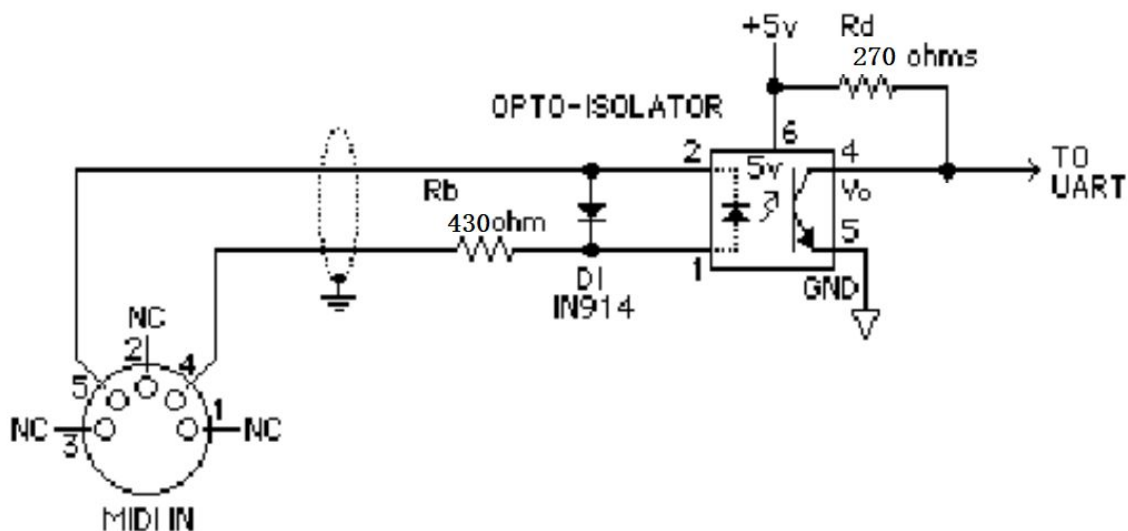 +5v
Rd
270 ohms
OPTO-ISOLATOR
6
2
5v
4
Vo
TO
UART
Rb
430ohm
1
5
GND
D1
IN914
NC
2
5
4
NC
3
1
NC
MIDI IN